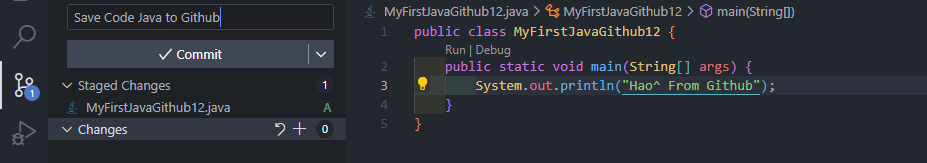 Save Code Java to Github
Commit
Staged Changes 1
MyFirstJavaGithub12.java A
Changes 0
1
MyFirstJavaGithub12.java > MyFirstJavaGithub12 > main(String[])
1 public class MyFirstJavaGithub12 {
Run | Debug
2 public static void main(String[] args) {
3 System.out.println("Hao^ From Github");
4 }
5 }